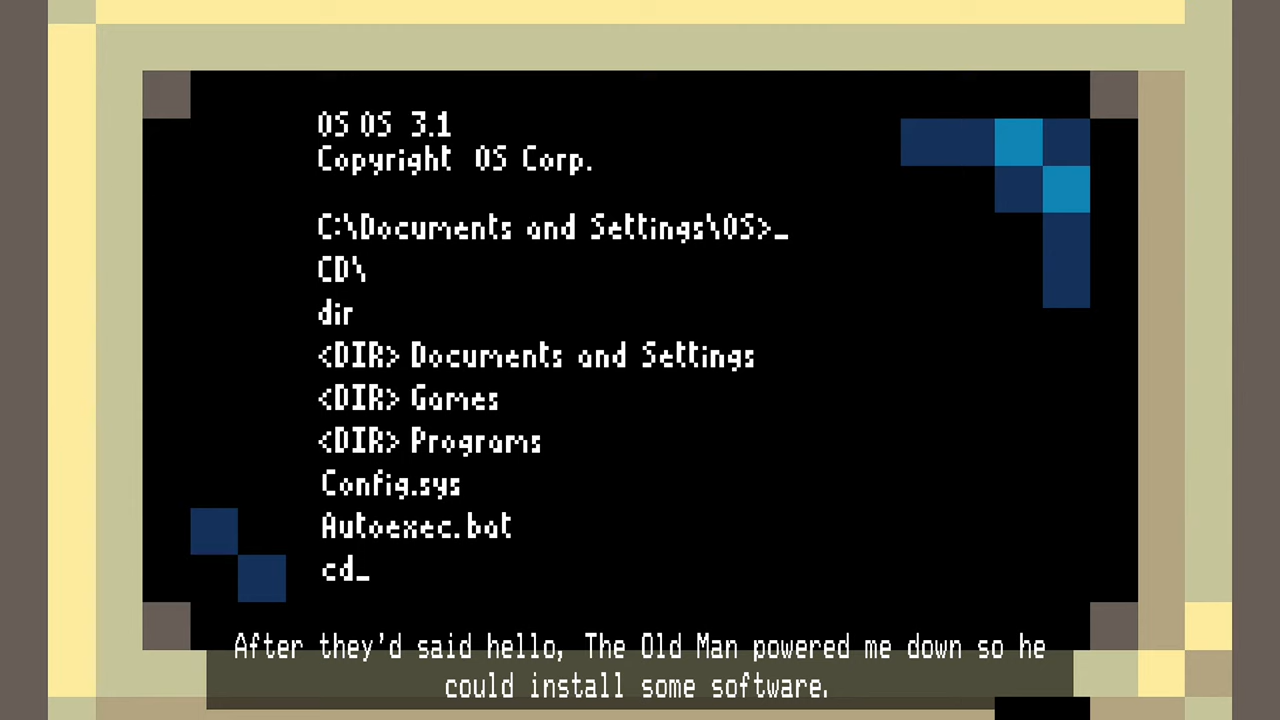 OS OS 3.1
Copyright OS Corp.
C:\Documents and Settings\OS>_
CD\
dir
<DIR> Documents and Settings
<DIR> Games
<DIR> Programs
Config.sys
Autoexec.bat
cd_
After they'd said hello, The Old Man powered me down so he
could install some software.